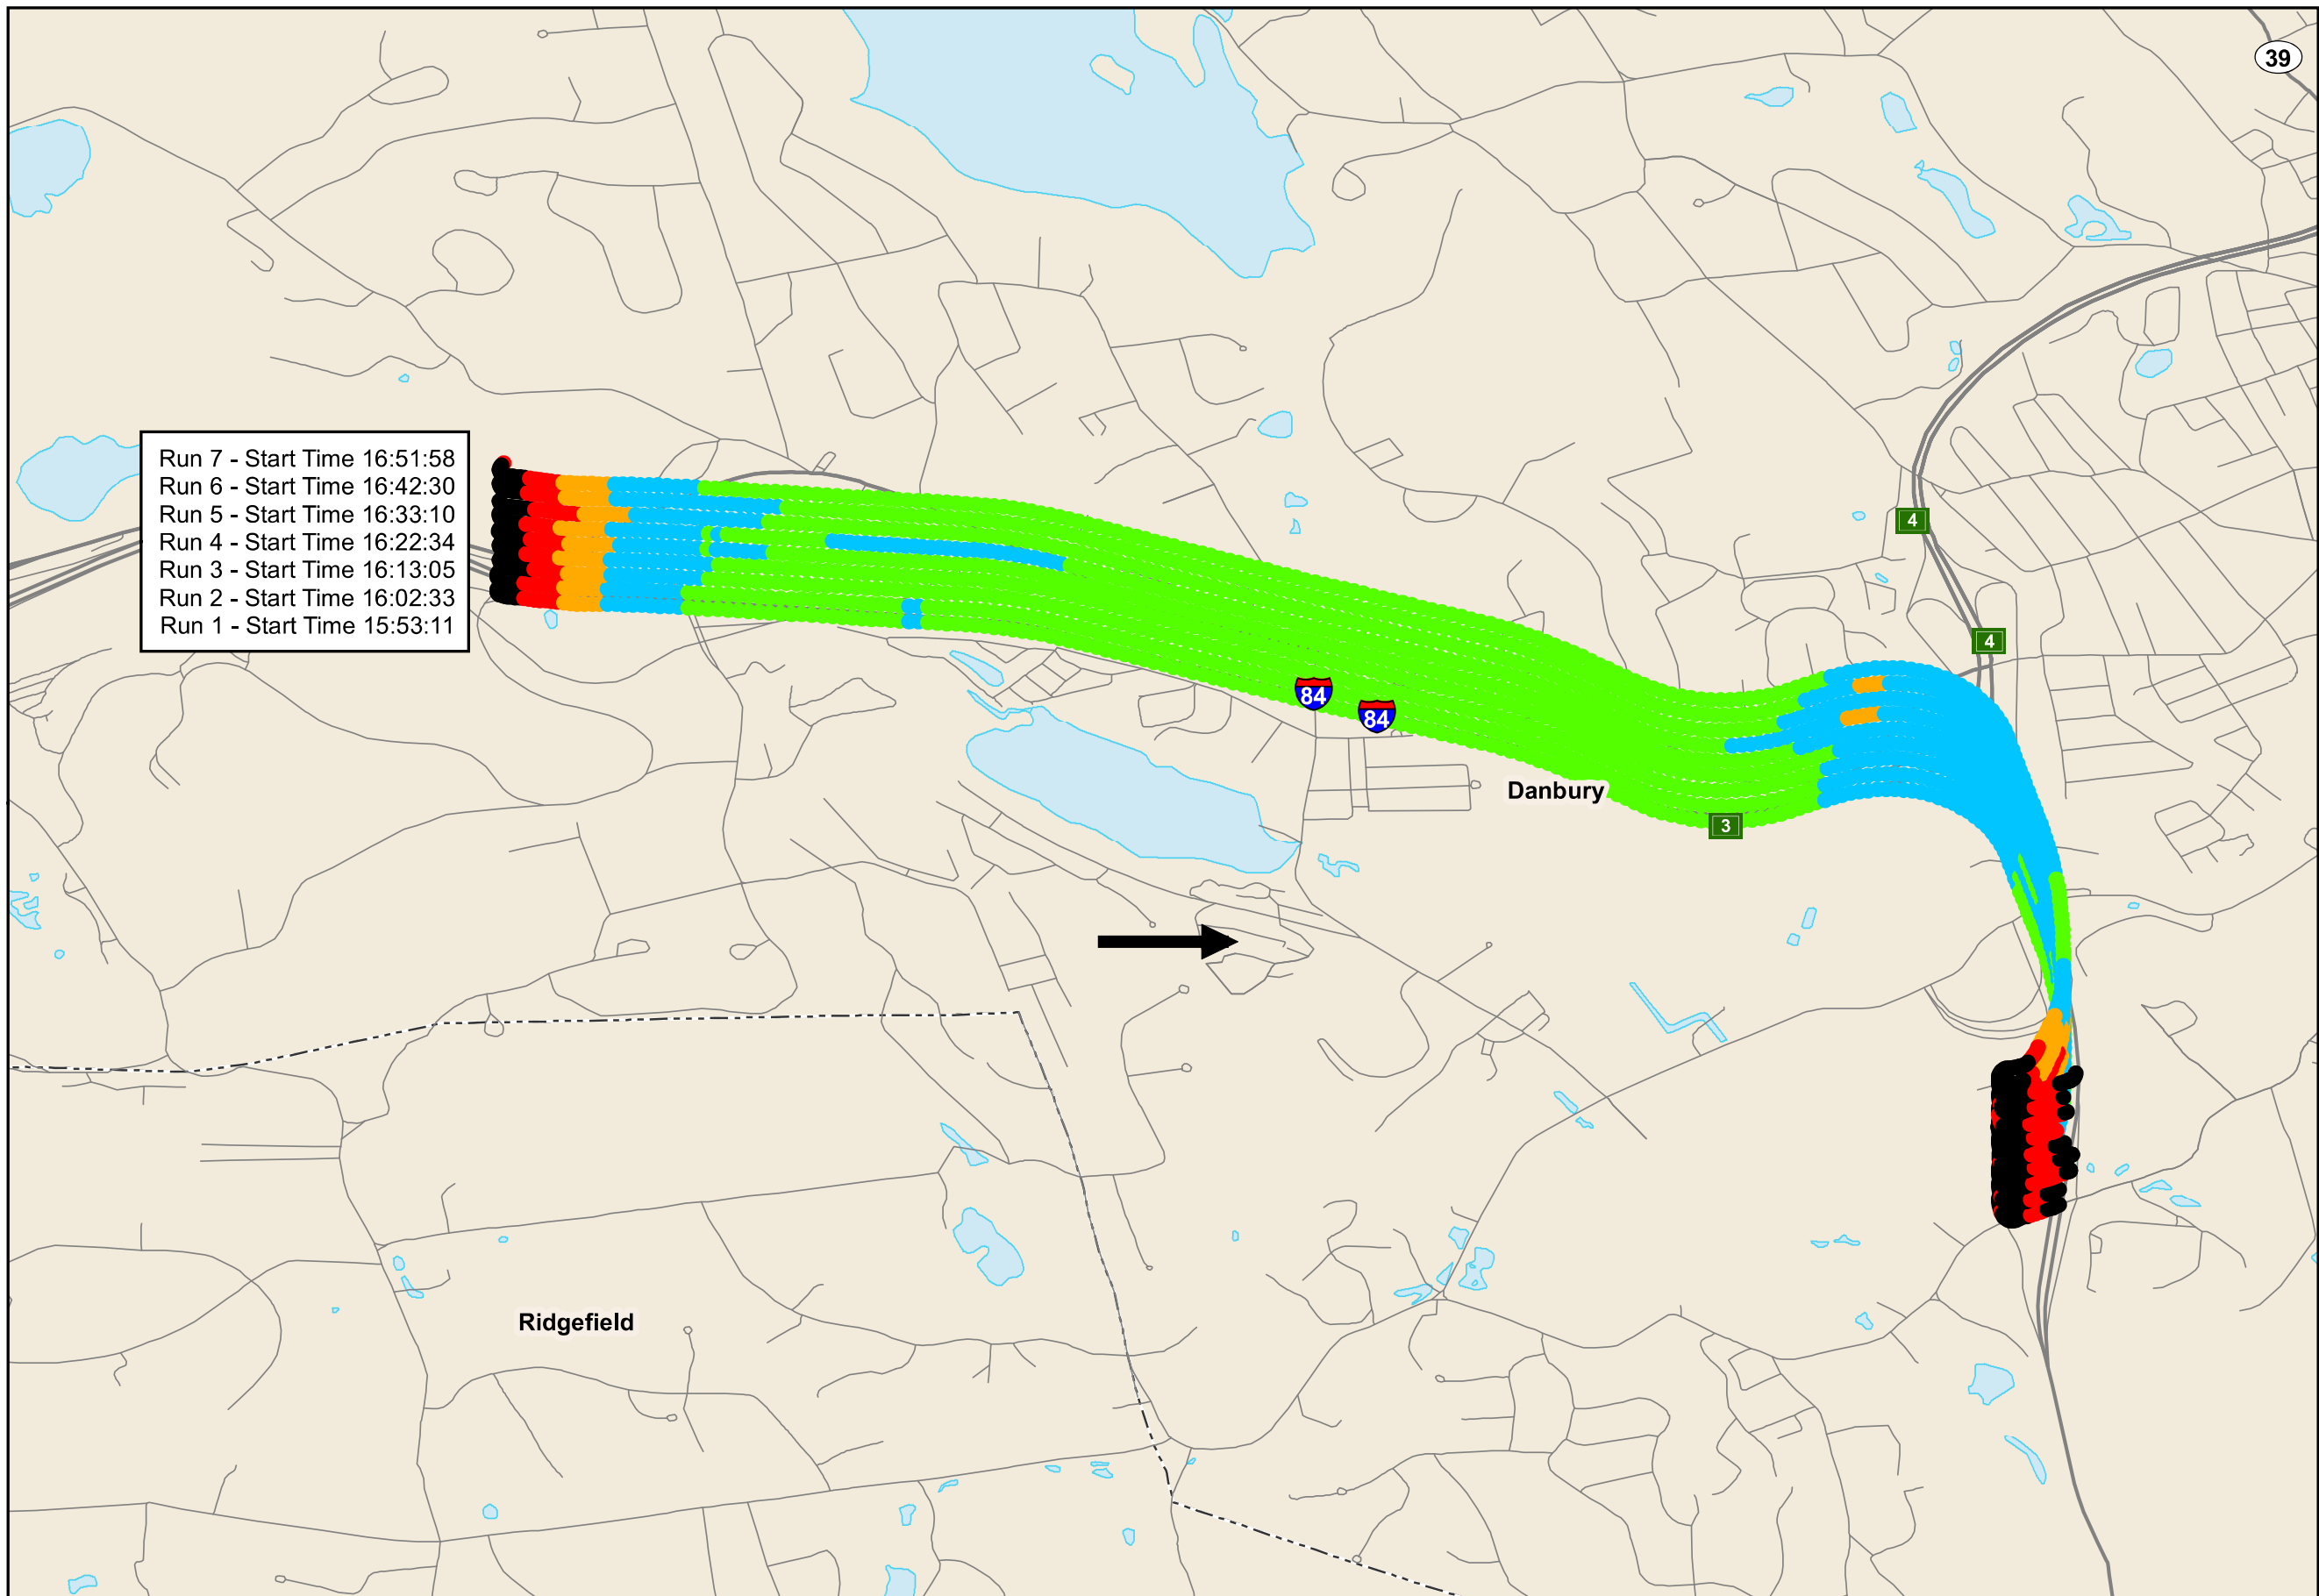 39
Run 7 - Start Time 16:51:58
Run 6 - Start Time 16:42:30
Run 5 - Start Time 16:33:10
Run 4 - Start Time 16:22:34
Run 3 - Start Time 16:13:05
Run 2 - Start Time 16:02:33
Run 1 - Start Time 15:53:11
4
4
84
84
Danbury
3
Ridgefield